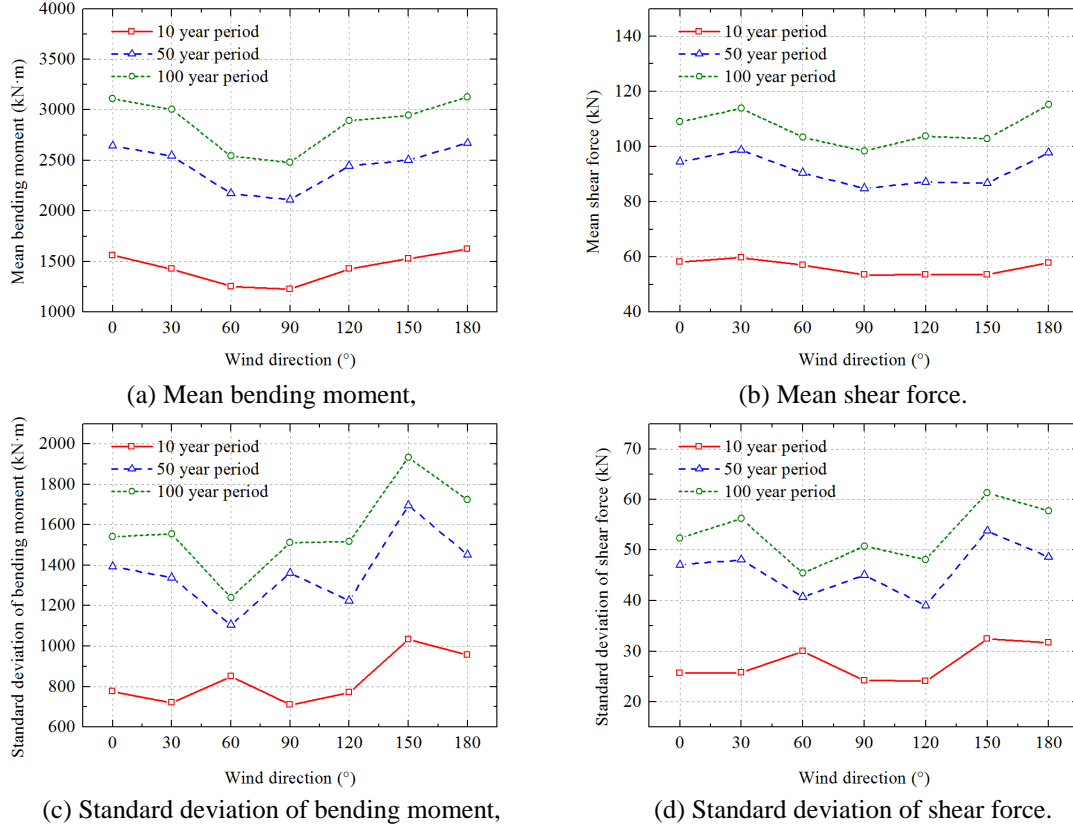 Mean bending moment (kN·m)
4000
3500
3000
2500
2000
1500
1000
10 year period
50 year period
100 year period
0 30 60 90 120 150 180
Wind direction (°)
(a) Mean bending moment,
Mean shear force (kN)
140
120
100
80
60
40
10 year period
50 year period
100 year period
0 30 60 90 120 150 180
Wind direction (°)
(b) Mean shear force.
Standard deviation of bending moment (kN·m)
2000
1800
1600
1400
1200
1000
800
600
10 year period
50 year period
100 year period
0 30 60 90 120 150 180
Wind direction (°)
(c) Standard deviation of bending moment,
Standard deviation of shear force (kN)
70
60
50
40
30
20
10 year period
50 year period
100 year period
0 30 60 90 120 150 180
Wind direction (°)
(d) Standard deviation of shear force.